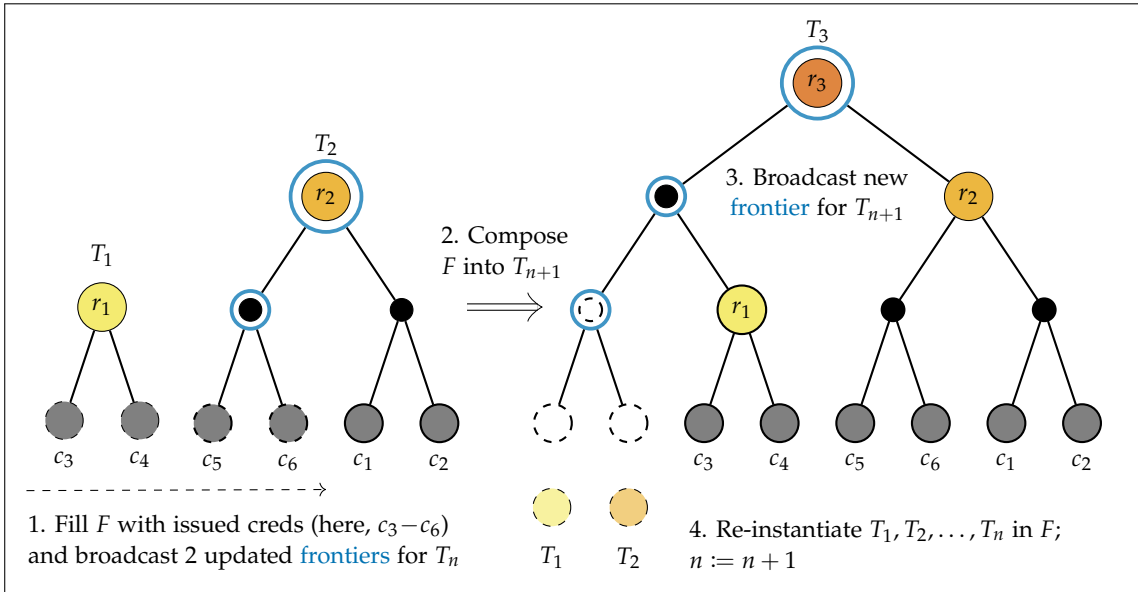 T₃
r₃
T₂
r₂
3. Broadcast new
frontier for Tₙ₊₁
r₂
2. Compose
F into Tₙ₊₁
T₁
r₁
r₁
c₃ c₄ c₅ c₆ c₁ c₂
c₃ c₄ c₅ c₆ c₁ c₂
1. Fill F with issued creds (here, c₃–c₆)
and broadcast 2 updated frontiers for Tₙ
T₁ T₂
4. Re-instantiate T₁, T₂, . . . , Tₙ in F;
n := n + 1